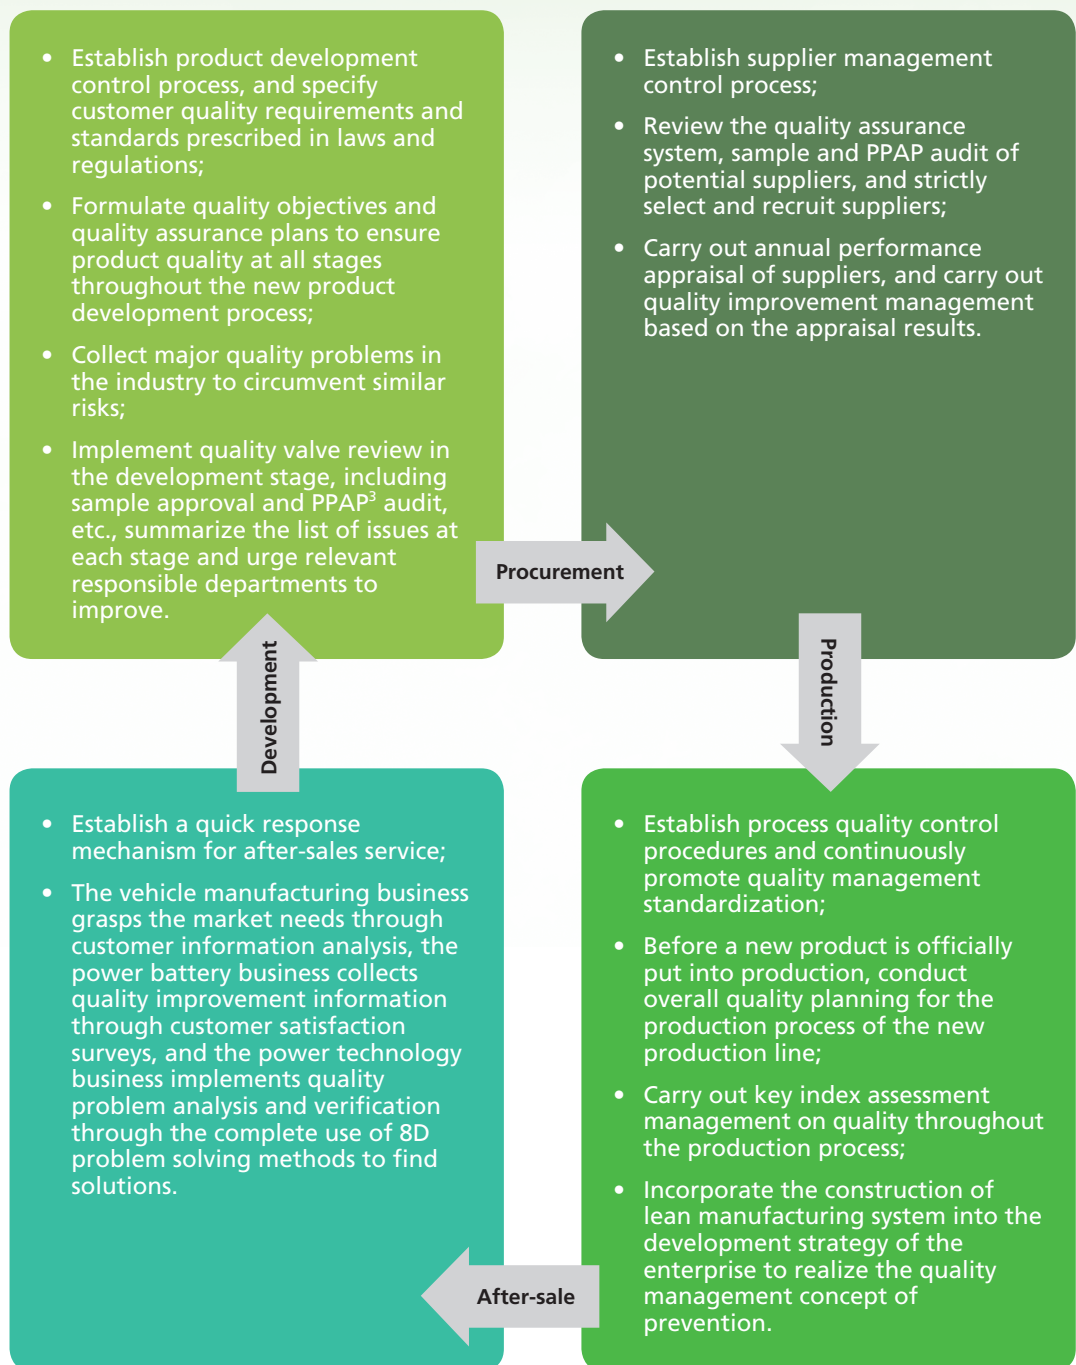 • Establish product development
control process, and specify
customer quality requirements and
standards prescribed in laws and
regulations;
• Formulate quality objectives and
quality assurance plans to ensure
product quality at all stages
throughout the new product
development process;
• Collect major quality problems in
the industry to circumvent similar
risks;
• Implement quality valve review in
the development stage, including
sample approval and PPAP³ audit,
etc., summarize the list of issues at
each stage and urge relevant
responsible departments to
improve.
Procurement
• Establish supplier management
control process;
• Review the quality assurance
system, sample and PPAP audit of
potential suppliers, and strictly
select and recruit suppliers;
• Carry out annual performance
appraisal of suppliers, and carry out
quality improvement management
based on the appraisal results.
Development
Production
• Establish a quick response
mechanism for after-sales service;
• The vehicle manufacturing business
grasps the market needs through
customer information analysis, the
power battery business collects
quality improvement information
through customer satisfaction
surveys, and the power technology
business implements quality
problem analysis and verification
through the complete use of 8D
problem solving methods to find
solutions.
After-sale
• Establish process quality control
procedures and continuously
promote quality management
standardization;
• Before a new product is officially
put into production, conduct
overall quality planning for the
production process of the new
production line;
• Carry out key index assessment
management on quality throughout
the production process;
• Incorporate the construction of
lean manufacturing system into the
development strategy of the
enterprise to realize the quality
management concept of
prevention.